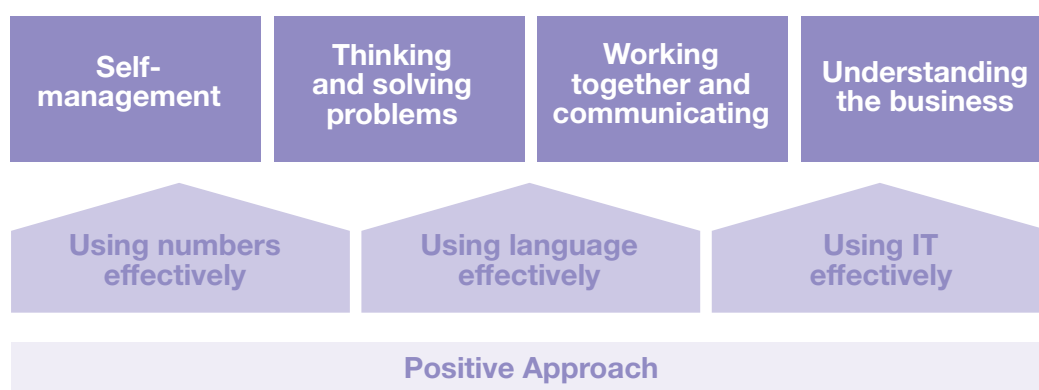 Self-
management
Thinking
and solving
problems
Working
together and
communicating
Understanding
the business
Using numbers
effectively
Using language
effectively
Using IT
effectively
Positive Approach